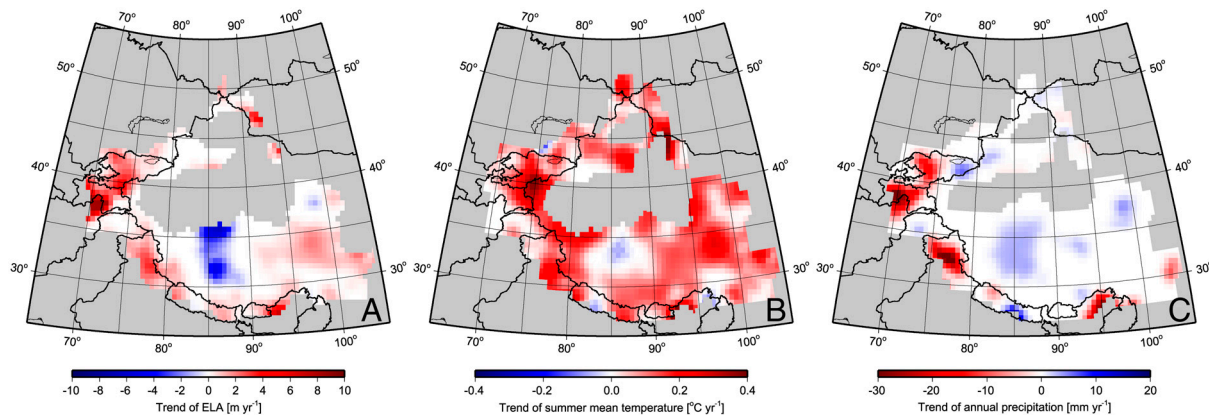 70° 80° 90° 100°
50° 50°
40° 40°
30° 30°
A
70° 80° 90° 100°
-10 -8 -6 -4 -2 0 2 4 6 8 10
Trend of ELA [m yr⁻¹]
70° 80° 90° 100°
50° 50°
40° 40°
30° 30°
B
70° 80° 90° 100°
-0.4 -0.2 0.0 0.2 0.4
Trend of summer mean temperature [°C yr⁻¹]
70° 80° 90° 100°
50° 50°
40° 40°
30° 30°
C
70° 80° 90° 100°
-30 -20 -10 0 10 20
Trend of annual precipitation [mm yr⁻¹]